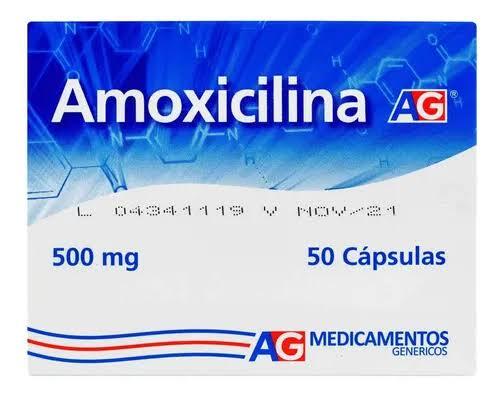 Amoxicilina AG®
L 04341119 V NOV/21
500 mg 50 Cápsulas
AG MEDICAMENTOS
GENERICOS